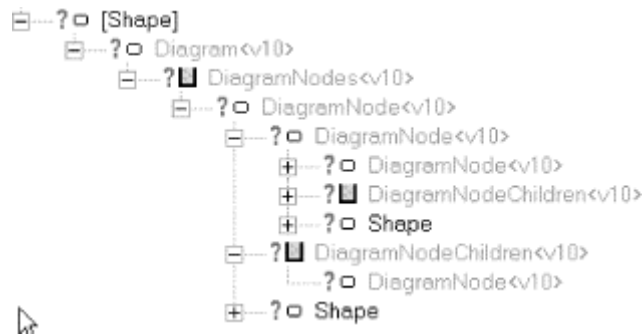 ? [Shape]
? Diagram<v10>
? DiagramNodes<v10>
? DiagramNode<v10>
? DiagramNode<v10>
? DiagramNode<v10>
? DiagramNodeChildren<v10>
? Shape
? DiagramNodeChildren<v10>
? DiagramNode<v10>
? Shape